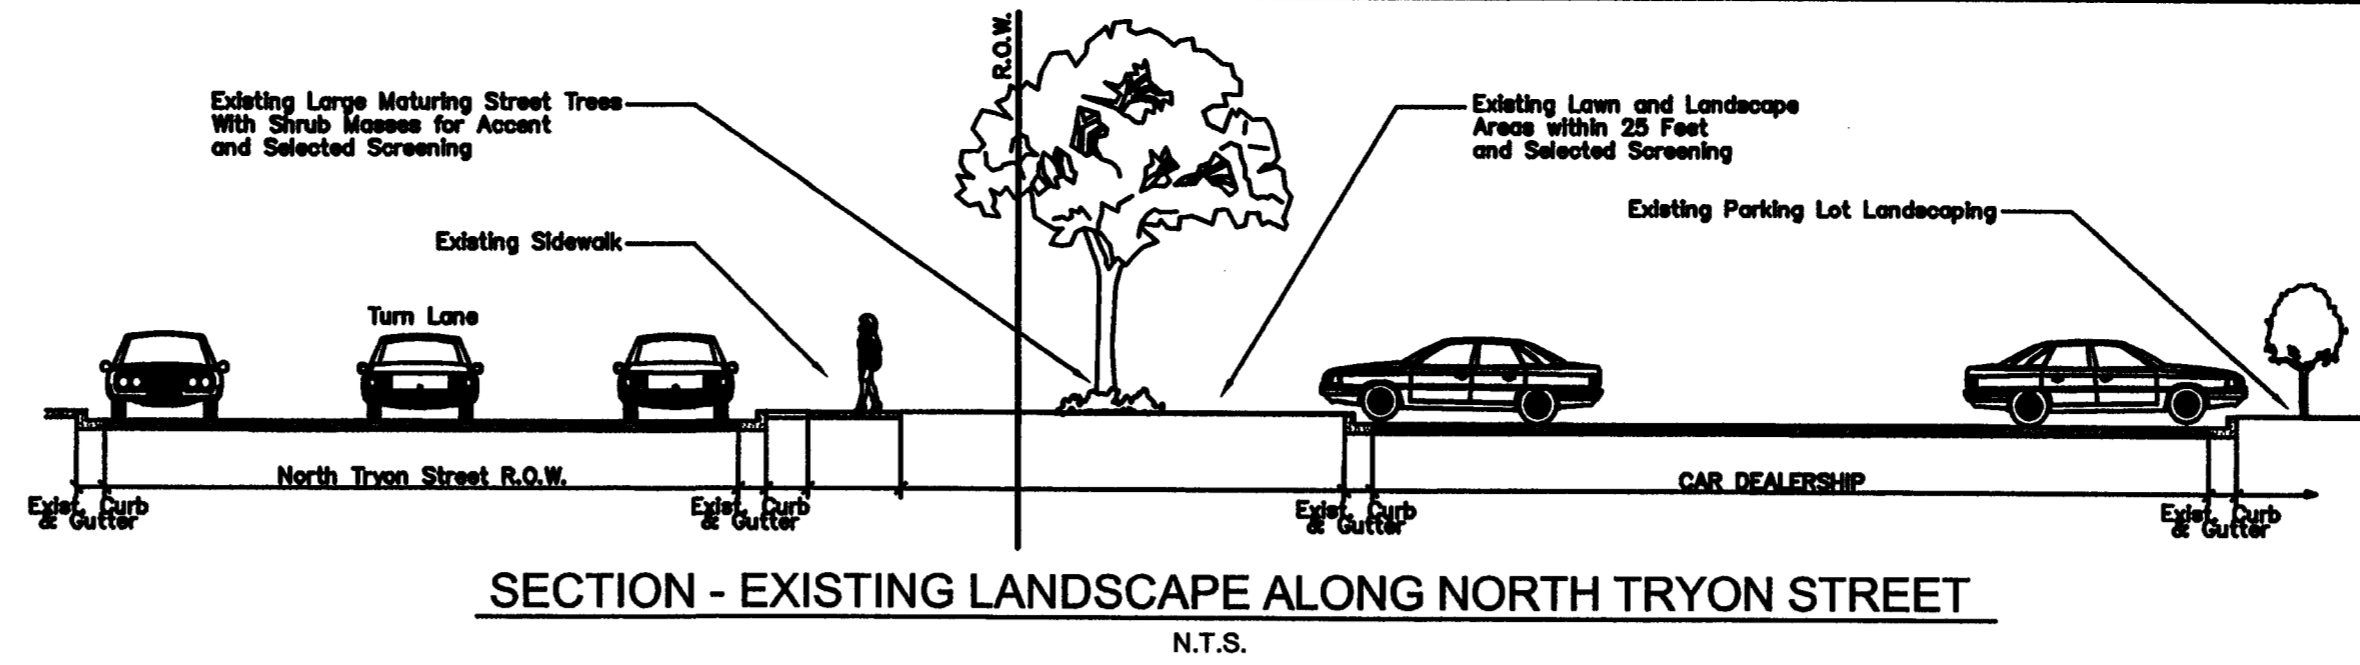 R.O.W.
Existing Large Maturing Street Trees
With Shrub Masses for Accent
and Selected Screening
Existing Lawn and Landscape
Areas within 25 Feet
and Selected Screening
Existing Parking Lot Landscaping
Existing Sidewalk
Turn Lane
North Tryon Street R.O.W.
CAR DEALERSHIP
Exist. Curb
& Gutter
Exist. Curb
& Gutter
Exist. Curb
& Gutter
Exist. Curb
& Gutter
SECTION - EXISTING LANDSCAPE ALONG NORTH TRYON STREET
N.T.S.